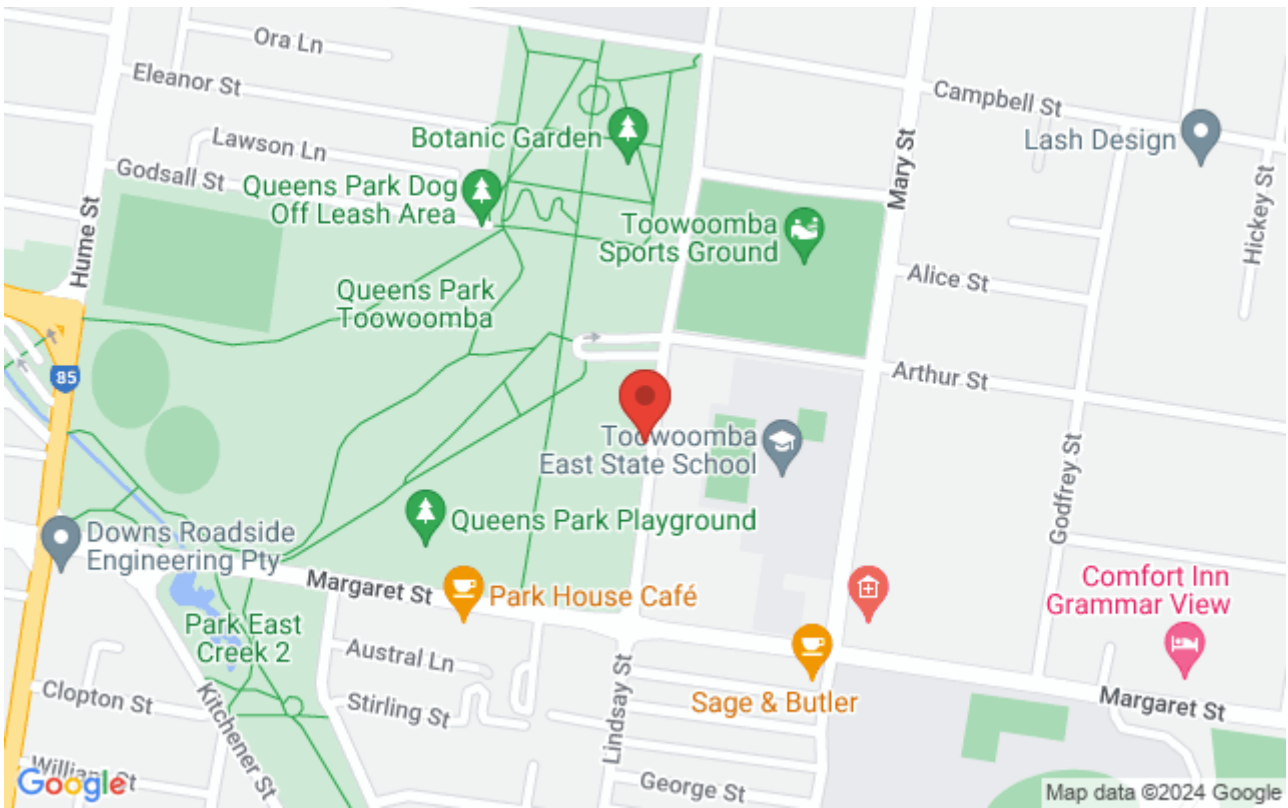 Ora Ln
Eleanor St
Campbell St
Botanic Garden
Lash Design
Lawson Ln
Godsall St
Queens Park Dog
Off Leash Area
Mary St
Hickey St
Toowoomba
Sports Ground
Hume St
Alice St
Queens Park
Toowoomba
85
Arthur St
Toowoomba
East State School
Godfrey St
Queens Park Playground
Downs Roadside
Engineering Pty
Margaret St
Park House Café
Comfort Inn
Grammar View
Park East
Creek 2
Austral Ln
Clopton St
Kitchener St
Stirling St
Lindsay St
Sage & Butler
Margaret St
William St
George St
Google
Map data ©2024 Google